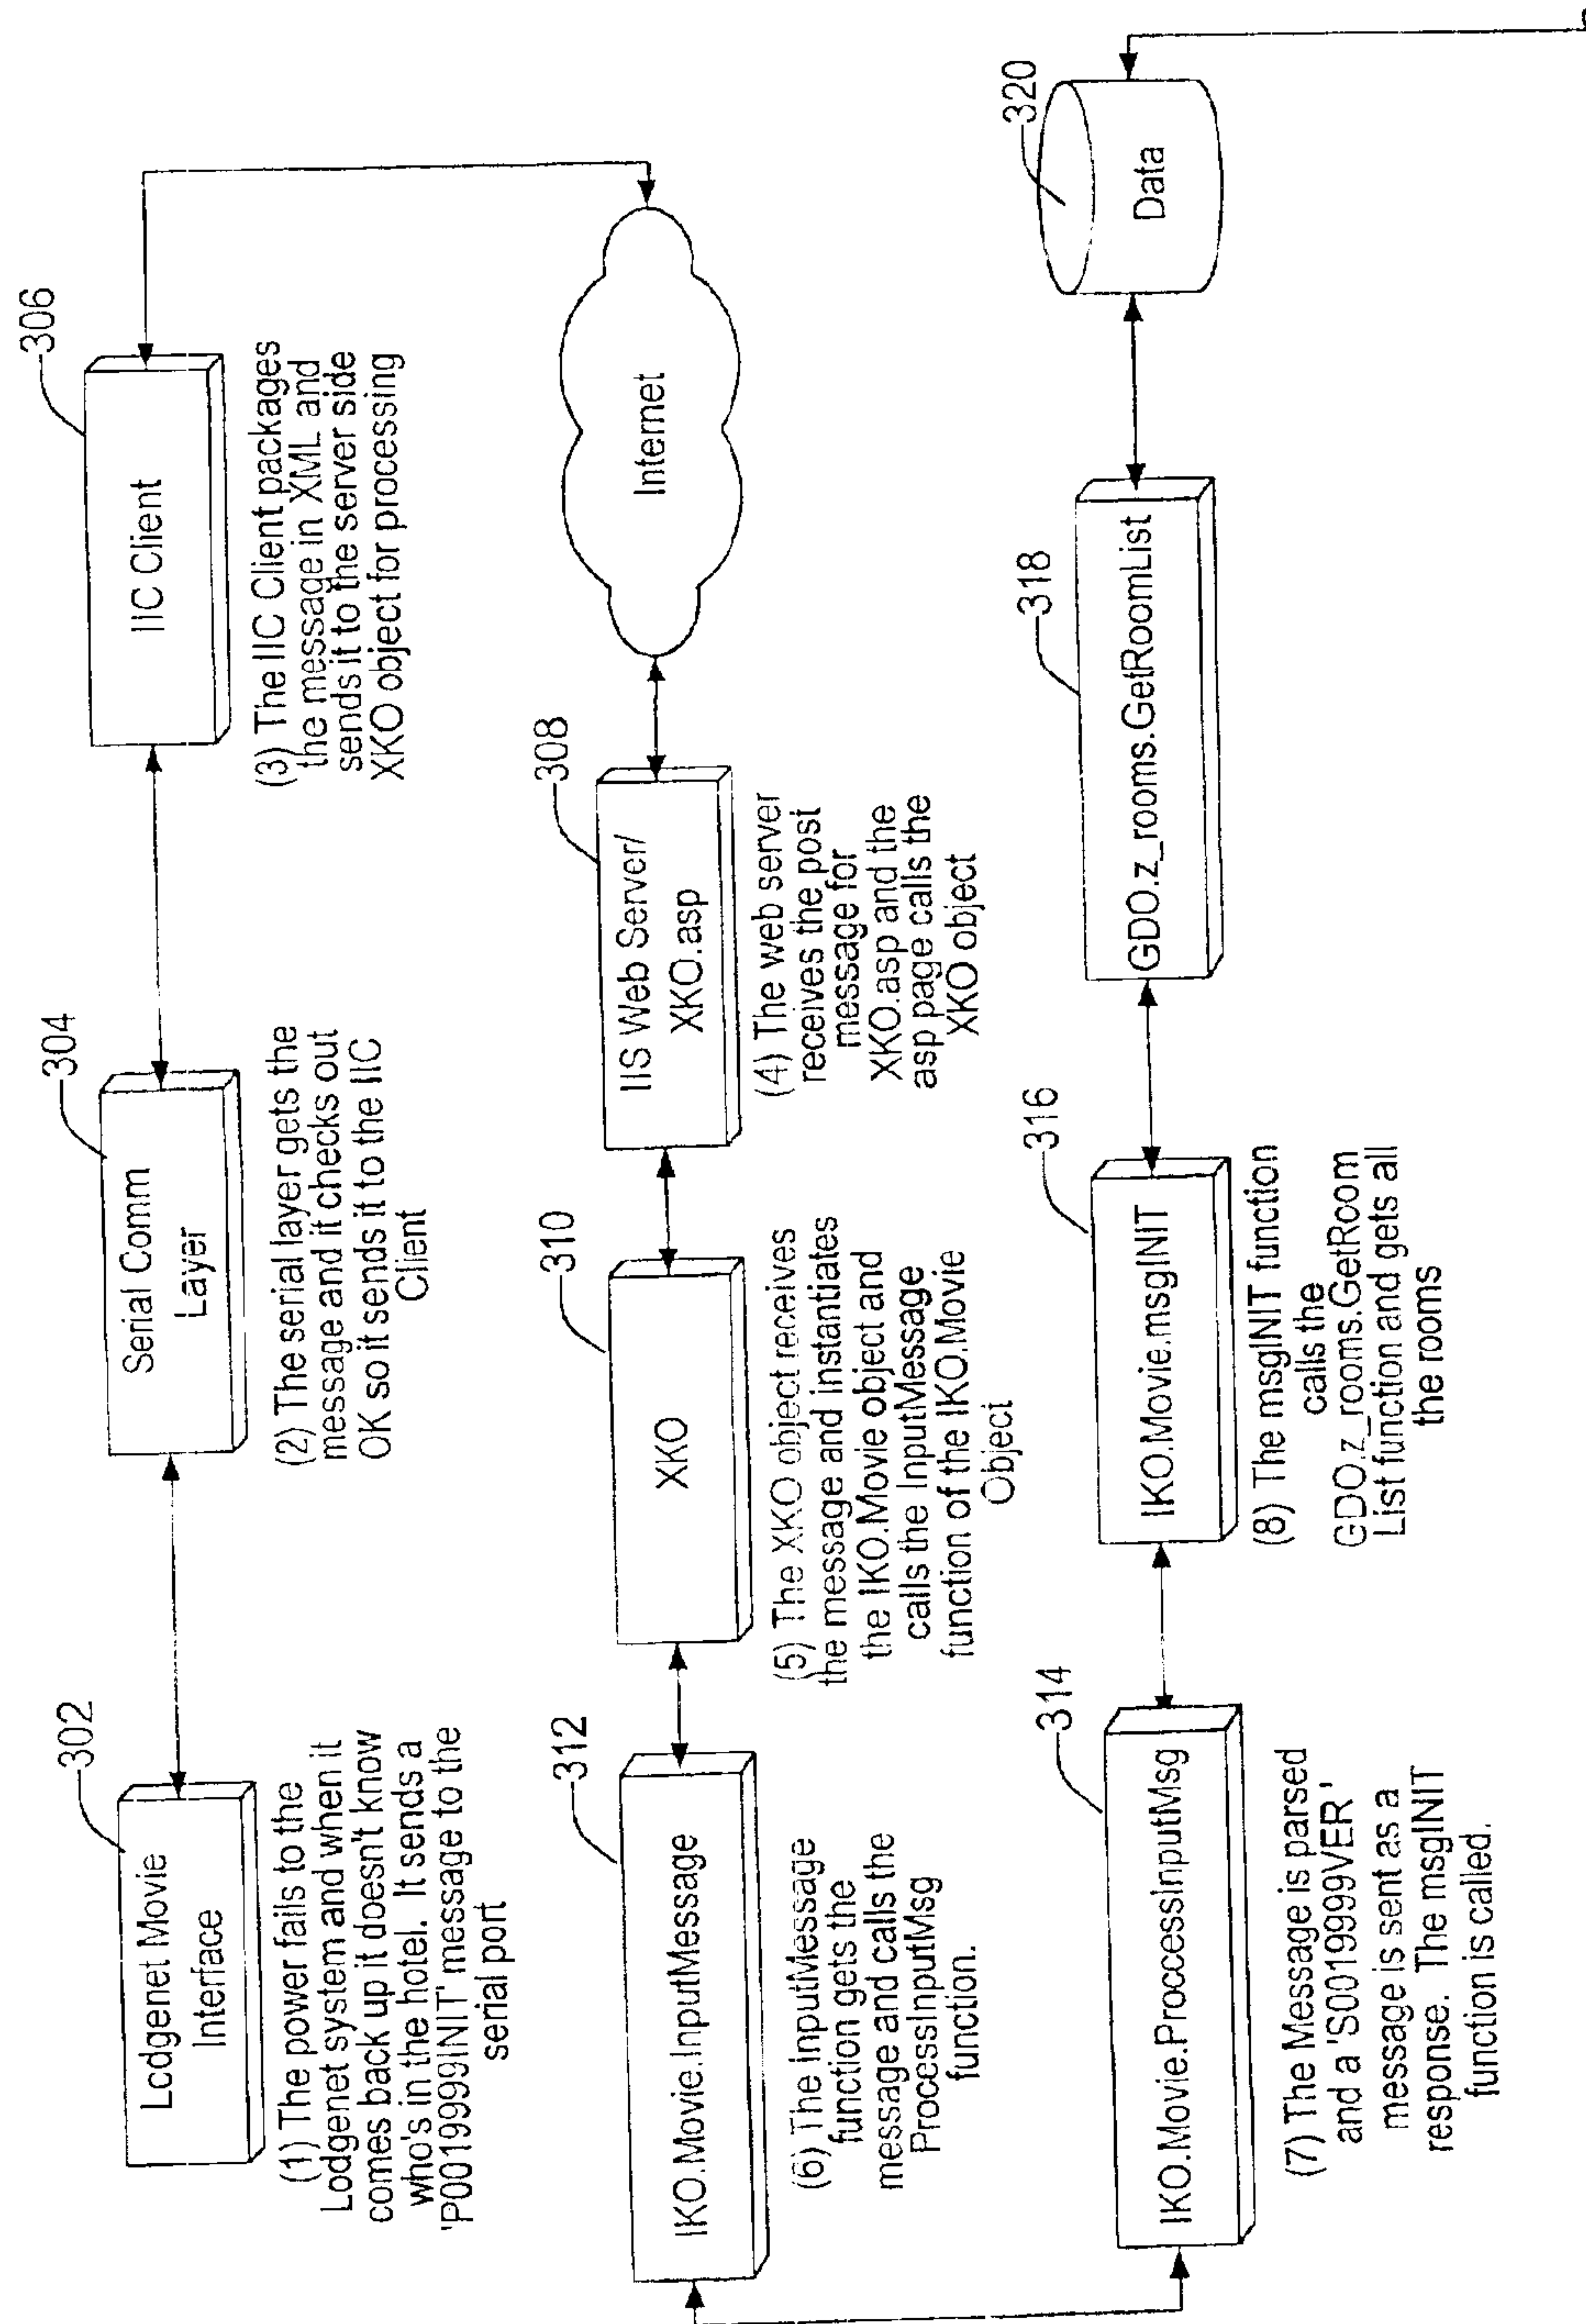 302
Lodgenet Movie
Interface
(1) The power fails to the
Lodgenet system and when it
comes back up it doesn't know
who's in the hotel. It sends a
'P0019999INIT' message to the
serial port
304
Serial Comm
Layer
(2) The serial layer gets the
message and it checks out
OK so it sends it to the IIC
Client
306
IIC Client
(3) The IIC Client packages
the message in XML and
sends it to the server side
XKO object for processing
Internet
308
IIS Web Server/
XKO.asp
(4) The web server
receives the post
message for
XKO.asp and the
asp page calls the
XKO object
310
XKO
(5) The XKO object receives
the message and instantiates
the IKO.Movie object and
calls the InputMessage
function of the IKO.Movie
Object
312
IKO.Movie.InputMessage
(6) The InputMessage
function gets the
message and calls the
ProcessInputMsg
function.
314
IKO.Movie.ProccessInputMsg
(7) The Message is parsed
and a 'S0019999VER'
message is sent as a
response. The msgINIT
function is called.
316
IKO.Movie.msgINIT
(8) The msgINIT function
calls the
GDO.z_rooms.GetRoom
List function and gets all
the rooms
318
GDO.z_rooms.GetRoomList
320
Data